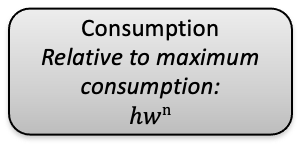 Consumption
Relative to maximum
consumption:
hwⁿ